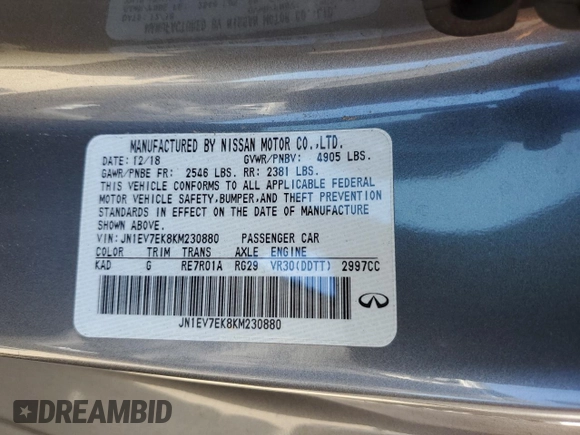 MANUFACTURED BY NISSAN MOTOR CO.,LTD.
DATE: 12/18 GVWR/PNBV: 4905 LBS.
GAWR/PNBE FR: 2546 LBS. RR: 2381 LBS.
THIS VEHICLE CONFORMS TO ALL APPLICABLE FEDERAL
MOTOR VEHICLE SAFETY,BUMPER,AND THEFT PREVENTION
STANDARDS IN EFFECT ON THE DATE OF MANUFACTURE
SHOWN ABOVE.
VIN: JN1EV7EK8KM230880 PASSENGER CAR
COLOR TRIM TRANS AXLE ENGINE
KAD G RE7R01A RG29 VR30(DDTT) 2997CC
JN1EV7EK8KM230880
DREAMBID